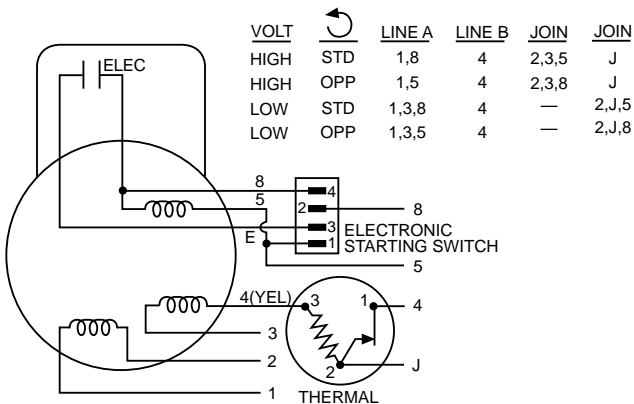 VOLT LINE A LINE B JOIN JOIN
HIGH STD 1,8 4 2,3,5 J
HIGH OPP 1,5 4 2,3,8 J
LOW STD 1,3,8 4 — 2,J,5
LOW OPP 1,3,5 4 — 2,J,8
ELEC
8
4
5
2
8
3
E
1
ELECTRONIC
STARTING SWITCH
5
4(YEL)
3
1
4
3
2
2
J
1
THERMAL